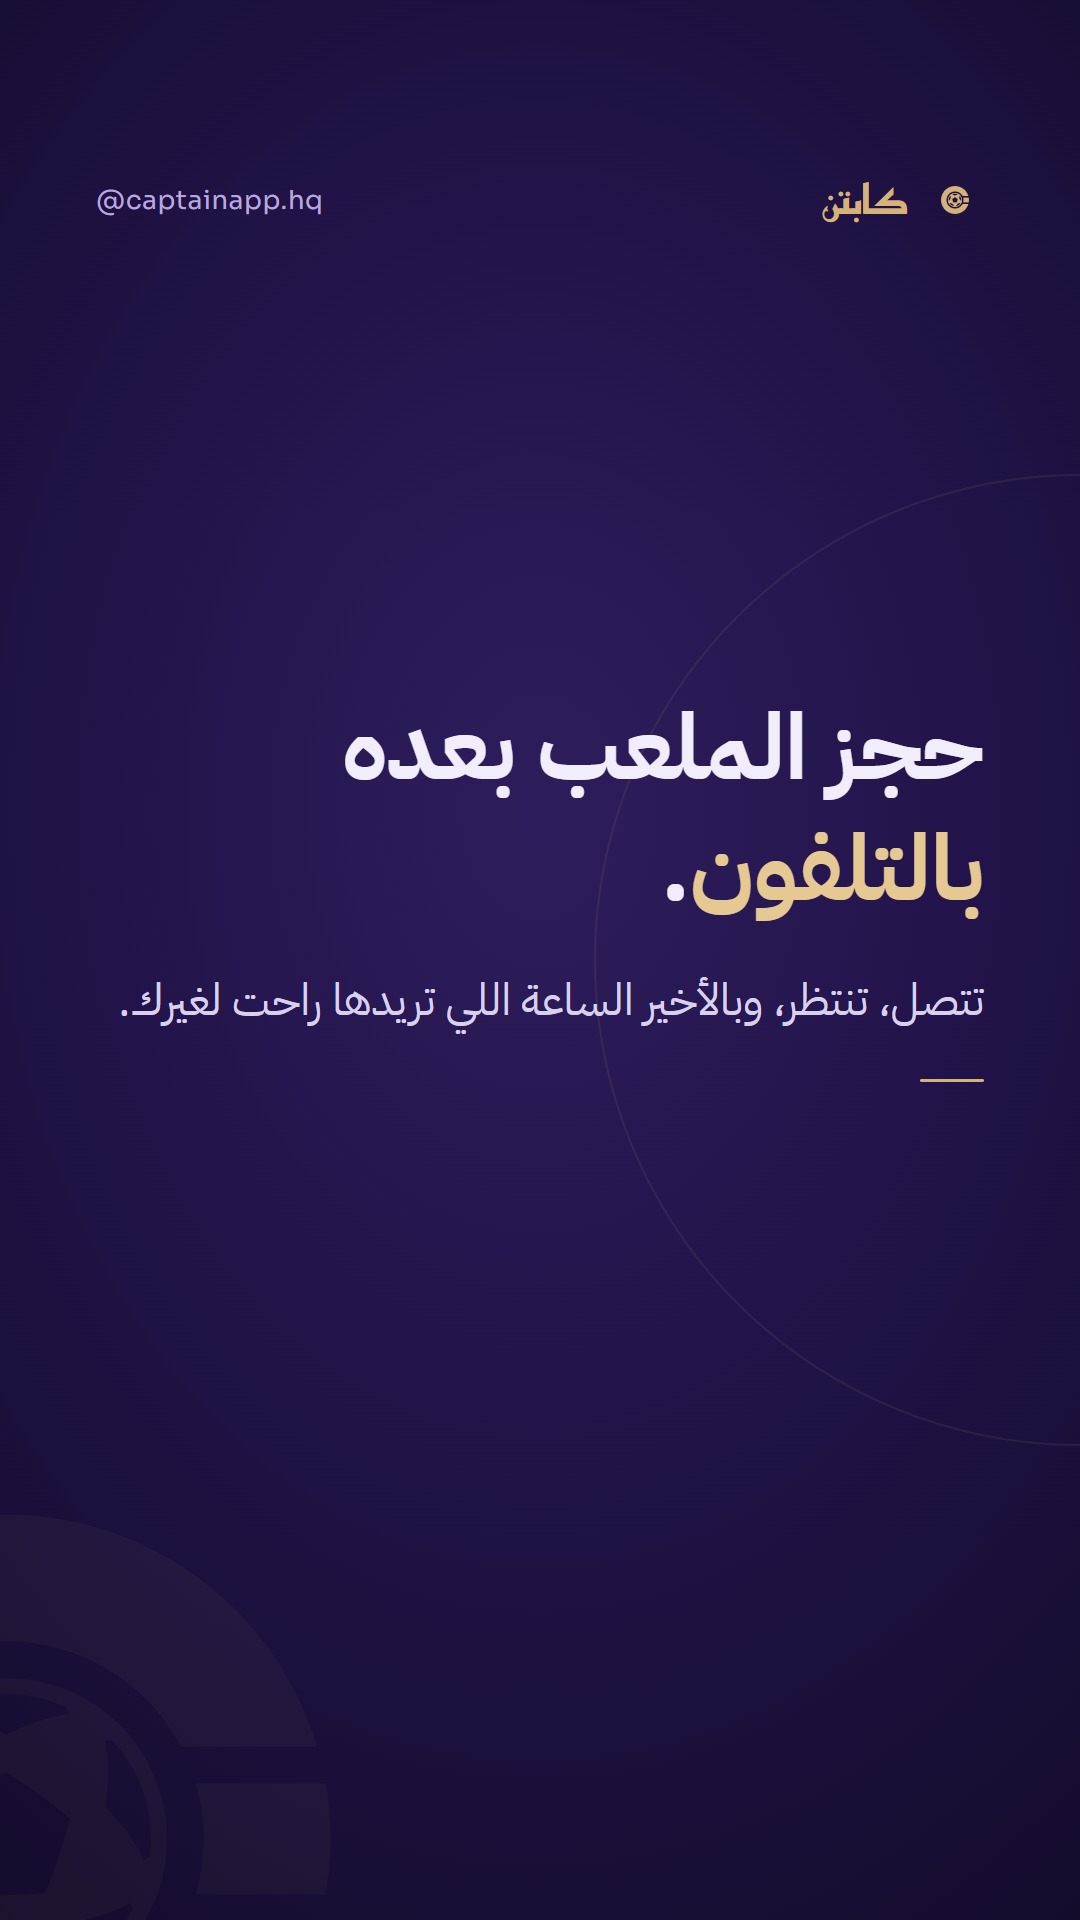 كابتن
@captainapp.hq
حجز الملعب بعده
بالتلفون.
تتصل، تنتظر، وبالأخير الساعة اللي تريدها راحت لغيرك.